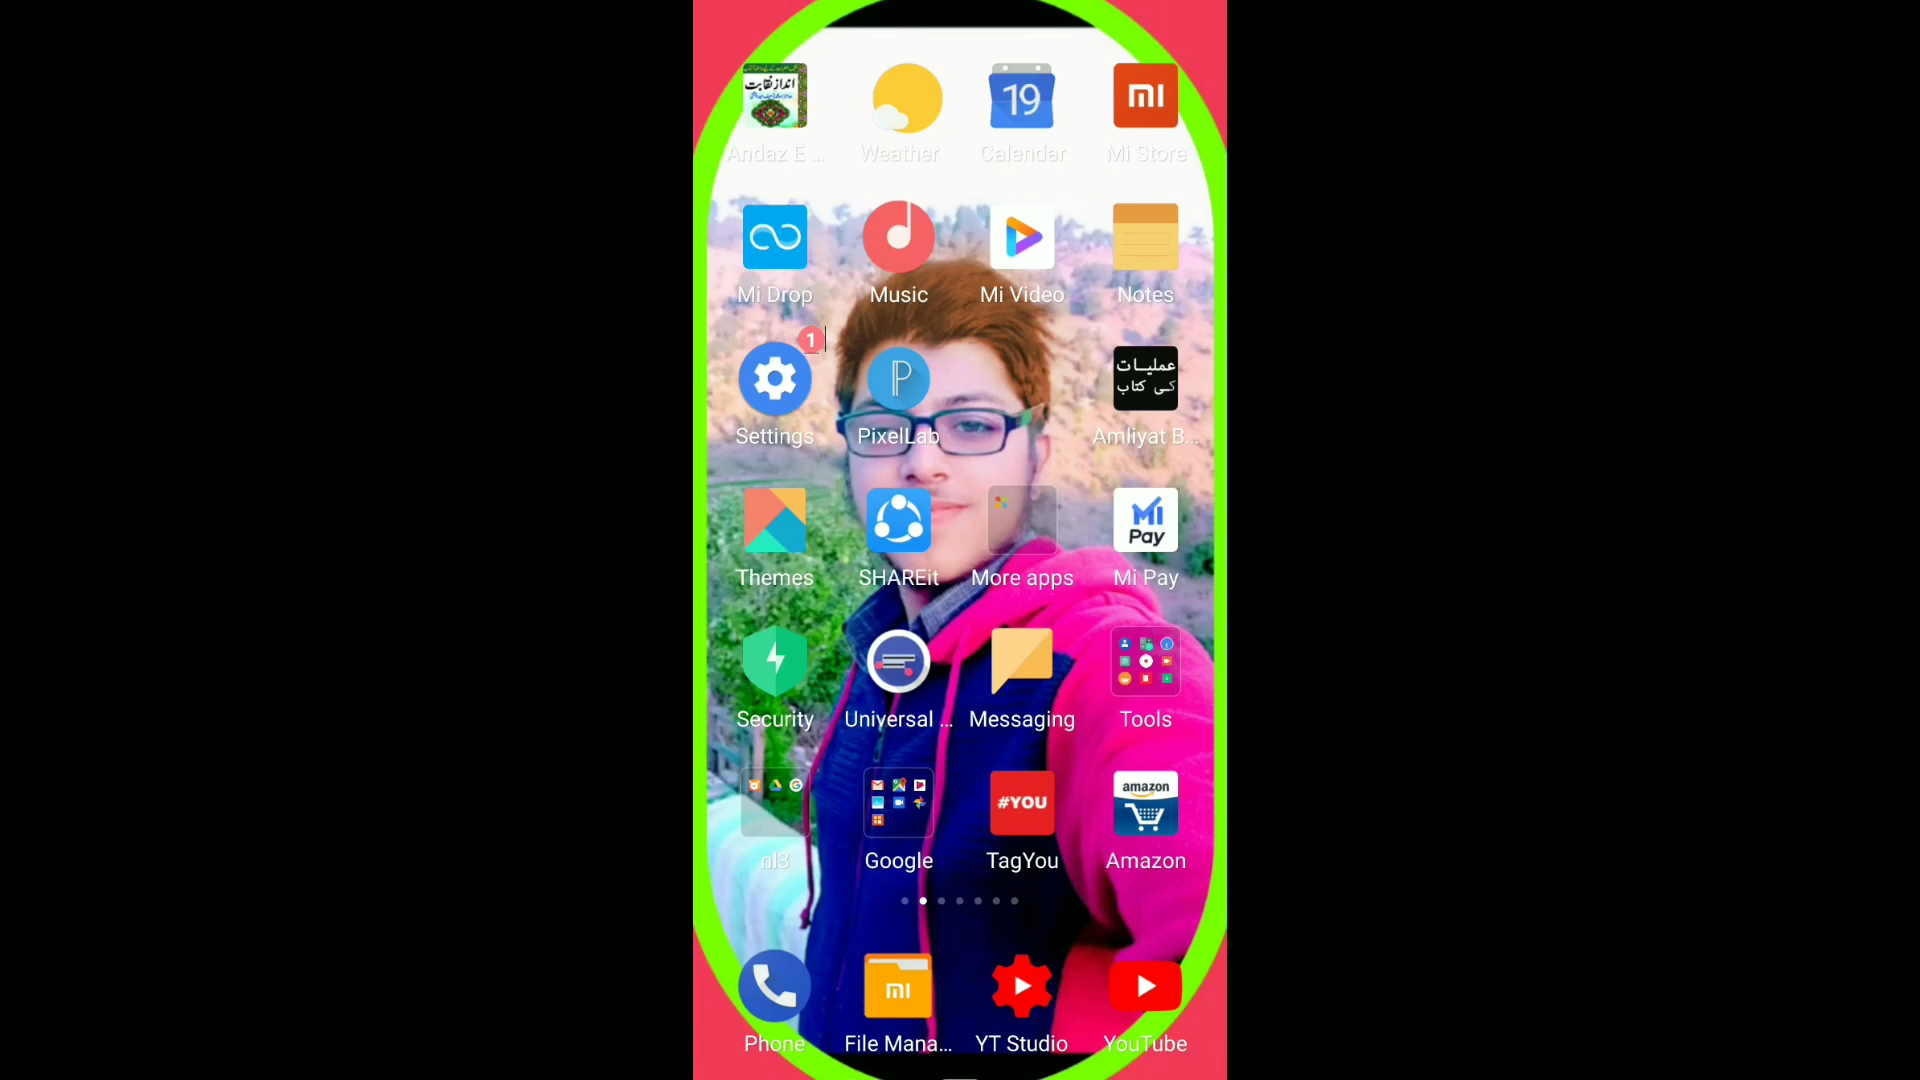 انداز نقابت
19
Andaz E ...
Weather
Calendar
Mi Store
Mi Drop
Music
Mi Video
Notes
1
عملیات
کی کتاب
Settings
PixelLab
Amliyat B...
MI
Pay
Themes
SHAREit
More apps
Mi Pay
Security
Universal ...
Messaging
Tools
#YOU
amazon
nl3
Google
TagYou
Amazon
Phone
File Mana...
YT Studio
YouTube